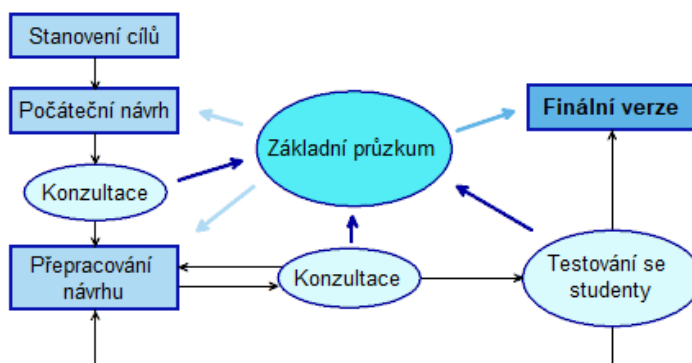 Stanovení cílů
Počáteční návrh
Finální verze
Základní průzkum
Konzultace
Přepracování
návrhu
Konzultace
Testování se
studenty